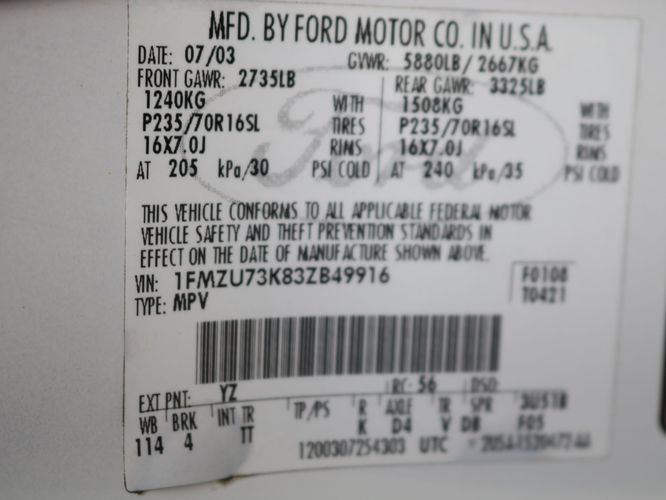 MFD. BY FORD MOTOR CO. IN U.S.A.
DATE: 07/03 GVWR: 5880LB/ 2667KG
FRONT GAWR: 2735LB REAR GAWR: 3325LB
1240KG WITH 1508KG WITH
P235/70R16SL TIRES P235/70R16SL TIRES
16X7.0J RIMS 16X7.0J RIMS
AT 205 kPa/30 PSI COLD AT 240 kPa/35 PSI COLD
Ford
THIS VEHICLE CONFORMS TO ALL APPLICABLE FEDERAL MOTOR
VEHICLE SAFETY AND THEFT PREVENTION STANDARDS IN
EFFECT ON THE DATE OF MANUFACTURE SHOWN ABOVE.
VIN: 1FMZU73K83ZB49916 F0108
TYPE: MPV T0421
EXT PNT: YZ RC: 56 DSO:
WB BRK INT TR TP/PS R AXLE TR SPR 3U51B
114 4 TT K D4 V DB F05
1200307254303 UTC